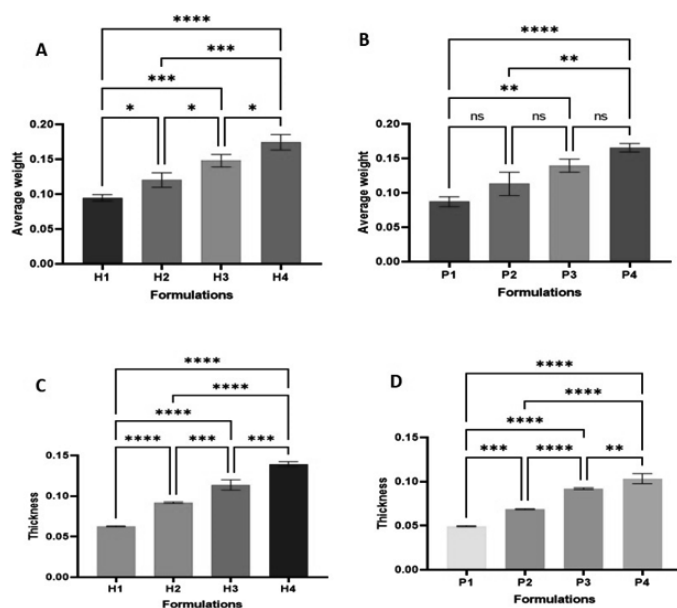 A
****
***
***
* * *
0.20
0.15
0.10
0.05
0.00
Average weight
H1 H2 H3 H4
Formulations
B
****
**
**
ns ns ns
0.20
0.15
0.10
0.05
0.00
Average weight
P1 P2 P3 P4
Formulations
C
****
****
****
**** *** ***
0.15
0.10
0.05
0.00
Thickness
H1 H2 H3 H4
Formulations
D
****
****
****
*** **** **
0.15
0.10
0.05
0.00
Thickness
P1 P2 P3 P4
Formulations